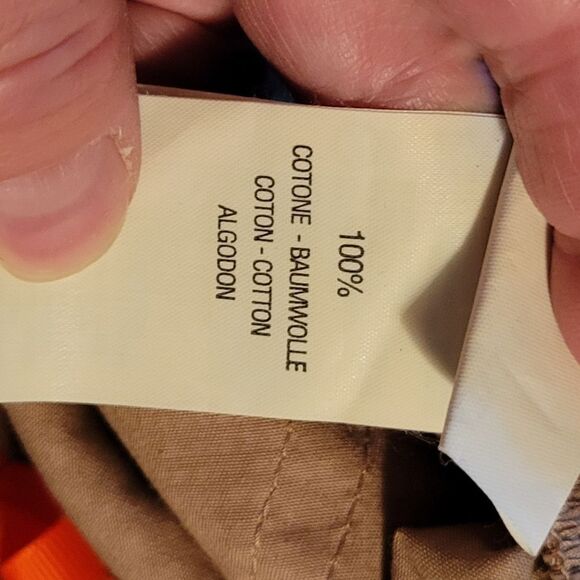 100%
COTONE - BAUMWOLLE
COTON - COTTON
ALGODON